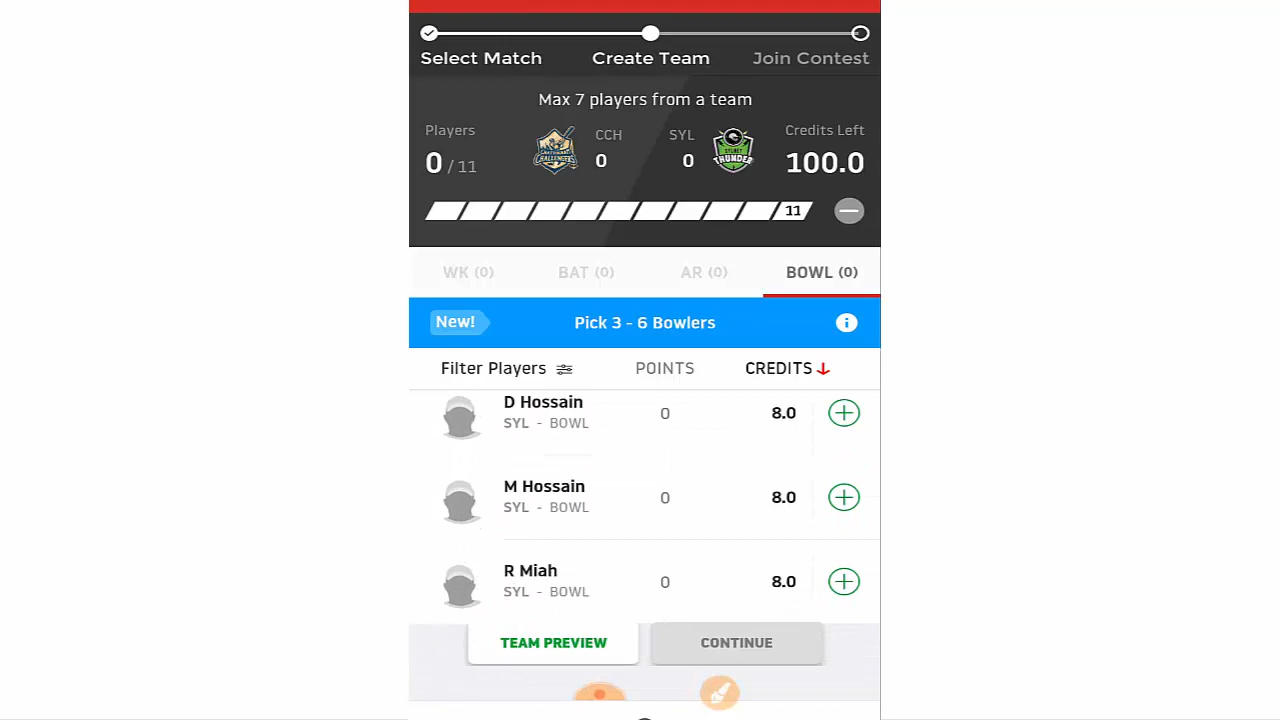 Select Match
Create Team
Join Contest
Max 7 players from a team
Players
0 / 11
CCH
0
SYL
0
Credits Left
100.0
11
WK (0)
BAT (0)
AR (0)
BOWL (0)
New!
Pick 3 - 6 Bowlers
Filter Players
POINTS
CREDITS
D Hossain
SYL - BOWL
0
8.0
M Hossain
SYL - BOWL
0
8.0
R Miah
SYL - BOWL
0
8.0
TEAM PREVIEW
CONTINUE
CHALLENGERS
THUNDER